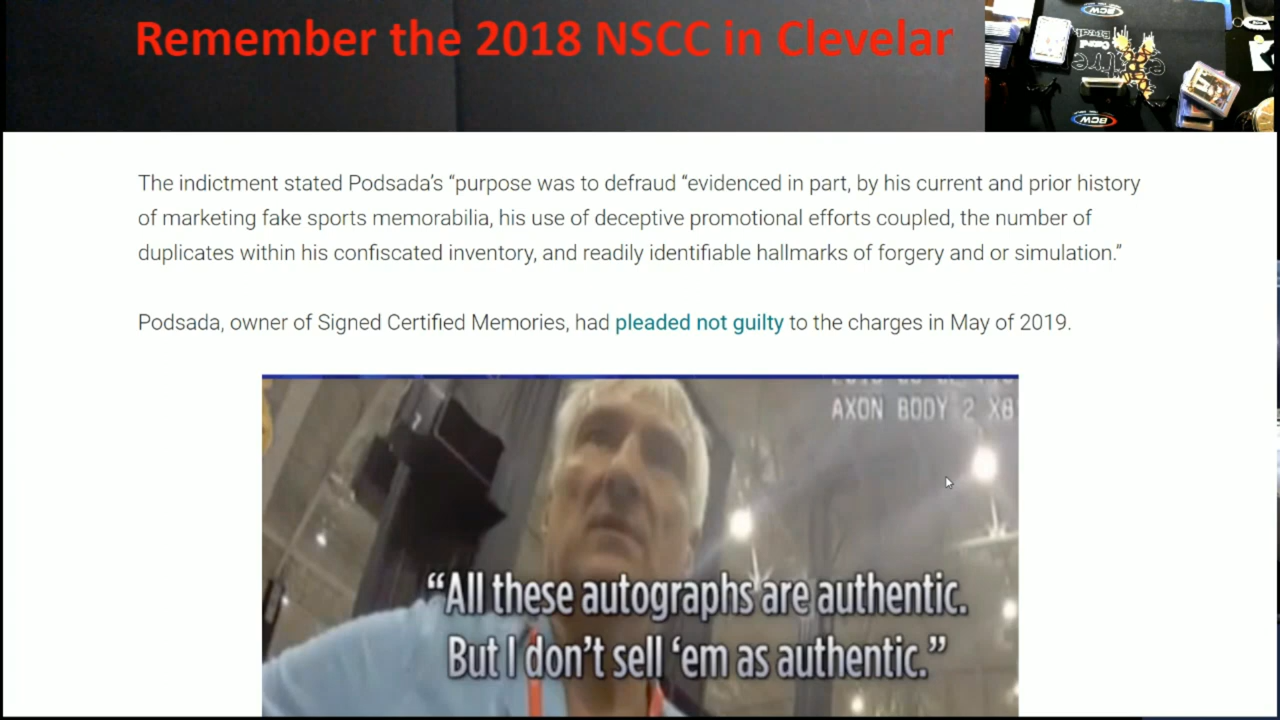 Remember the 2018 NSCC in Clevelar
BCW
BCW
The indictment stated Podsada’s “purpose was to defraud “evidenced in part, by his current and prior history
of marketing fake sports memorabilia, his use of deceptive promotional efforts coupled, the number of
duplicates within his confiscated inventory, and readily identifiable hallmarks of forgery and or simulation.”
Podsada, owner of Signed Certified Memories, had pleaded not guilty to the charges in May of 2019.
AXON BODY 2 X8
“All these autographs are authentic.
But I don’t sell ‘em as authentic.”